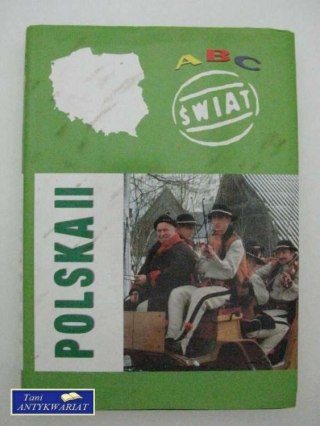 ABC
ŚWIAT
POLSKA II
Tani
ANTYKWARIAT